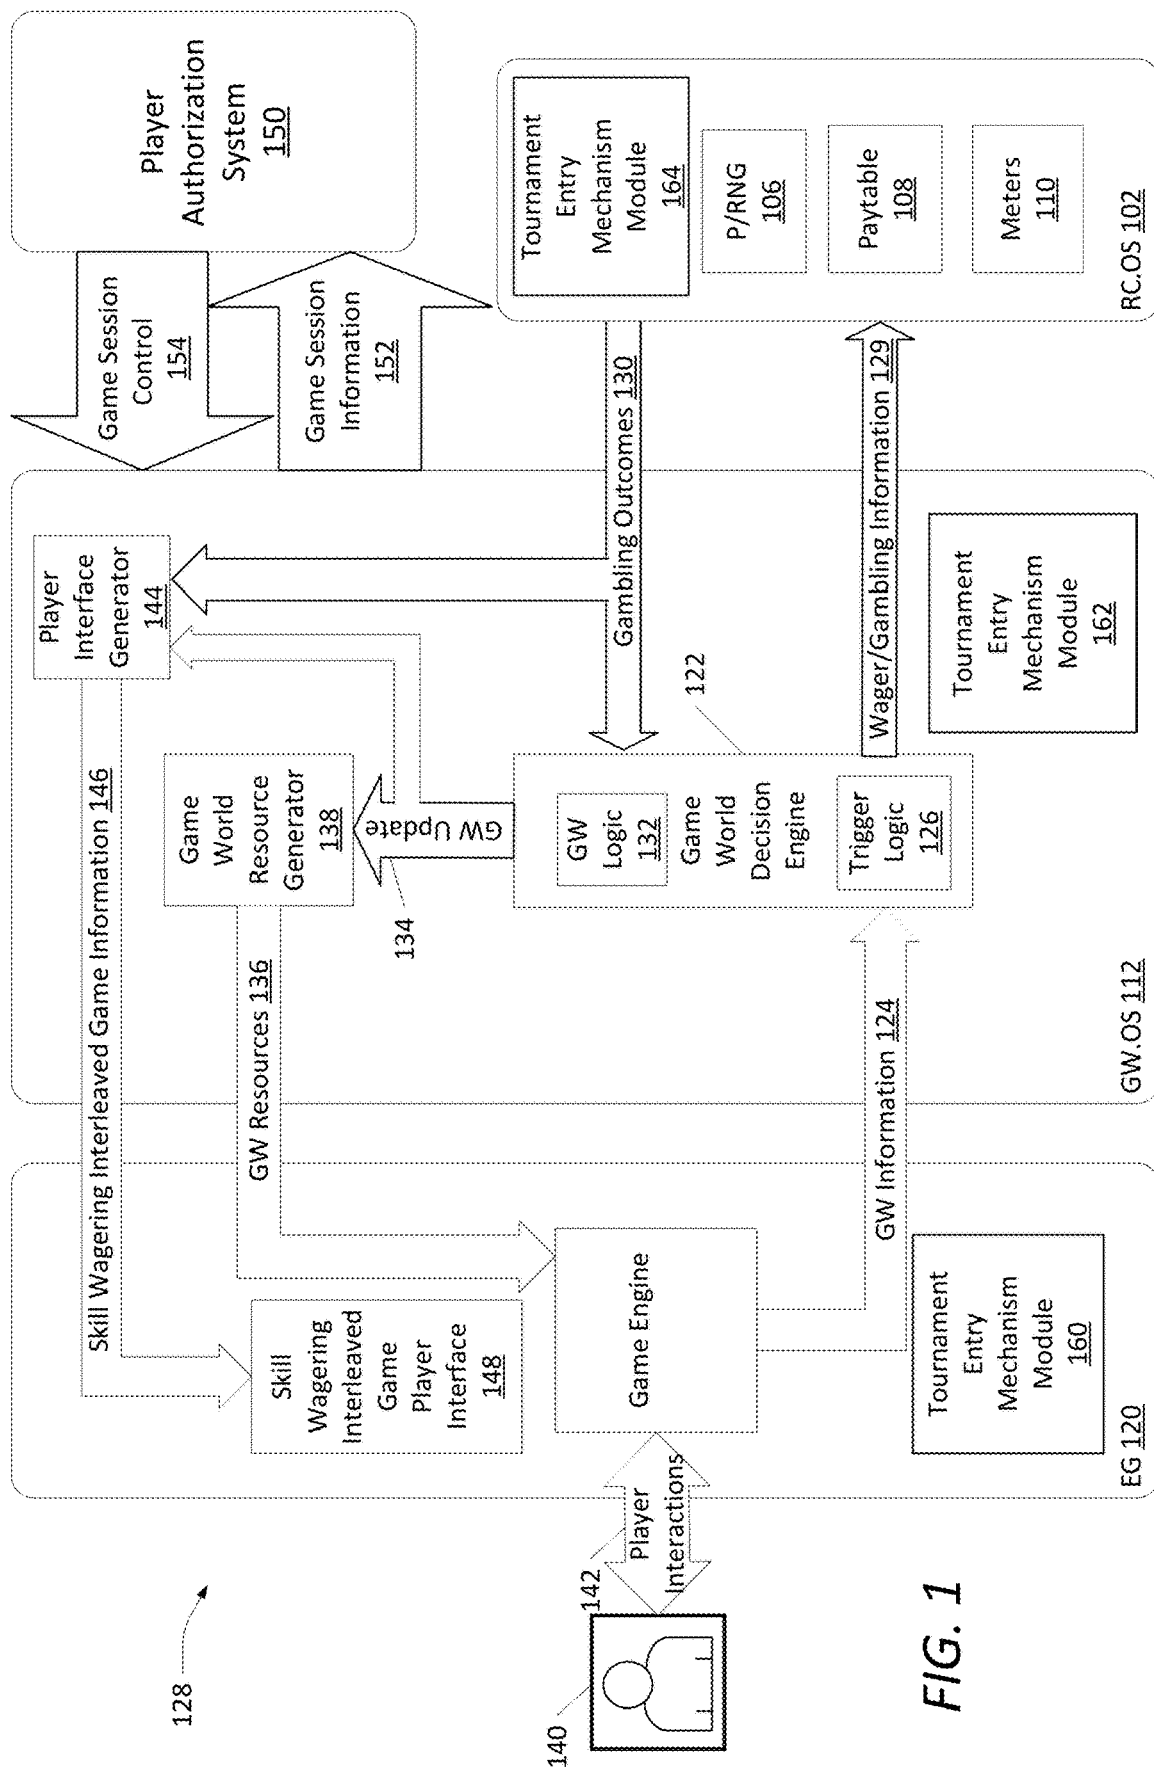 128
140
142
Player
Interactions
Skill Wagering Interleaved Game Information 146
Skill
Wagering
Interleaved
Game
Player
Interface
148
Game Engine
Tournament
Entry
Mechanism
Module
160
EG 120
GW Resources 136
GW Information 124
Player
Interface
Generator
144
Game
World
Resource
Generator
138
134
GW Update
122
GW
Logic
132
Game
World
Decision
Engine
Trigger
Logic
126
Tournament
Entry
Mechanism
Module
162
GW.OS 112
Game Session
Control
154
Game Session
Information
152
Gambling Outcomes 130
Wager/Gambling Information 129
Player
Authorization
System
150
Tournament
Entry
Mechanism
Module
164
P/RNG
106
Paytable
108
Meters
110
RC.OS 102
FIG. 1